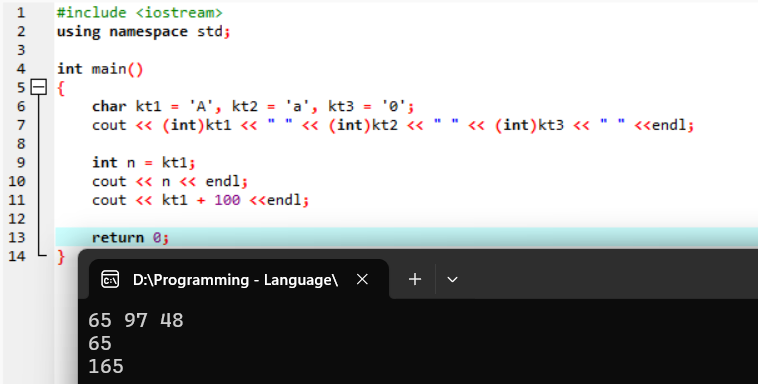 1 #include <iostream>
2 using namespace std;
3
4 int main()
5 {
6 char kt1 = 'A', kt2 = 'a', kt3 = '0';
7 cout << (int)kt1 << " " << (int)kt2 << " " << (int)kt3 << " " <<endl;
8
9 int n = kt1;
10 cout << n << endl;
11 cout << kt1 + 100 <<endl;
12
13 return 0;
14 }
D:\Programming - Language\
65 97 48
65
165